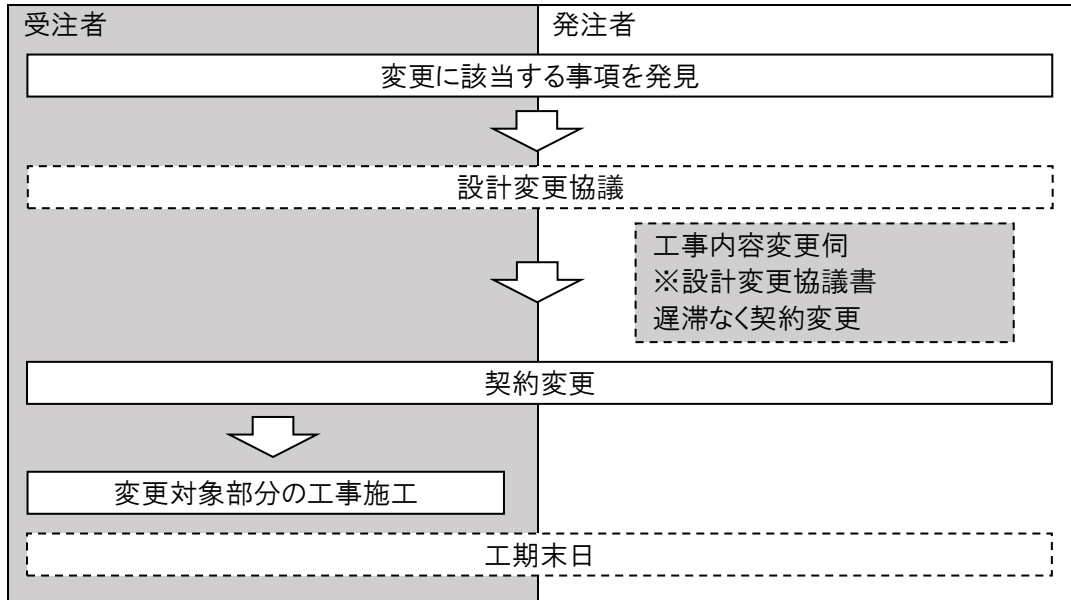 受注者
発注者
変更に該当する事項を発見
設計変更協議
工事内容変更伺
※設計変更協議書
遅滞なく契約変更
契約変更
変更対象部分の工事施工
工期末日